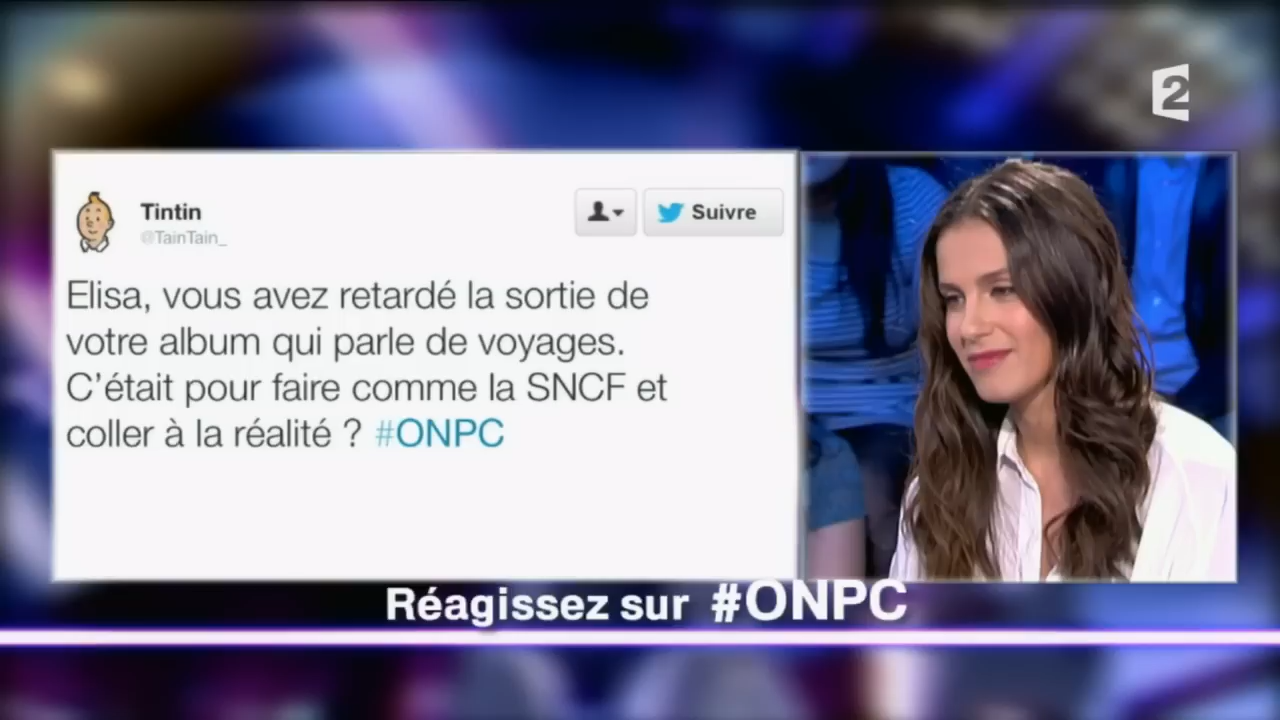 2
Tintin
@TainTain_
Suivre
Elisa, vous avez retardé la sortie de
votre album qui parle de voyages.
C'était pour faire comme la SNCF et
coller à la réalité ? #ONPC
Réagissez sur #ONPC